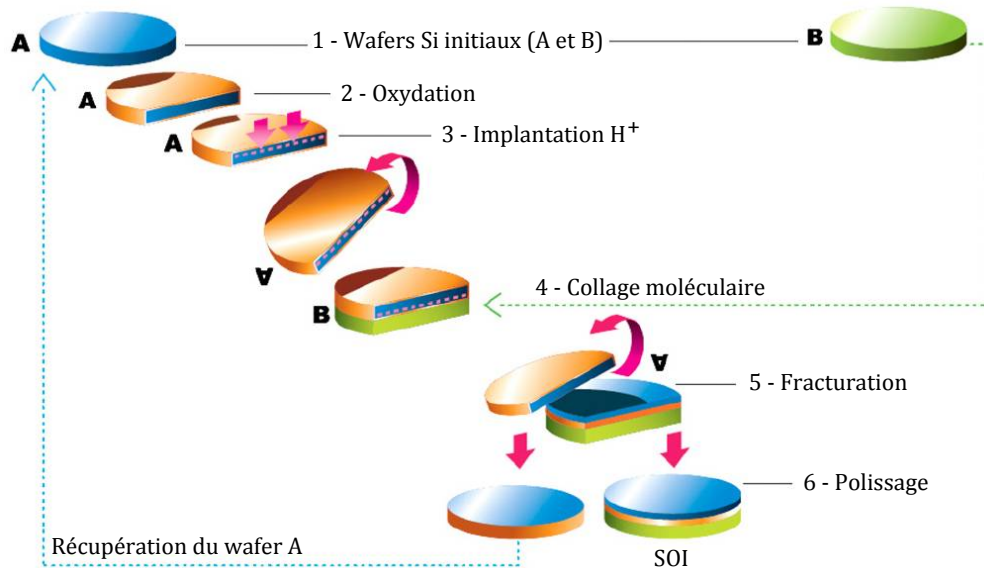 A
1 - Wafers Si initiaux (A et B)
B
A
2 - Oxydation
A
3 - Implantation H⁺
A
4 - Collage moléculaire
B
A
5 - Fracturation
6 - Polissage
Récupération du wafer A
SOI